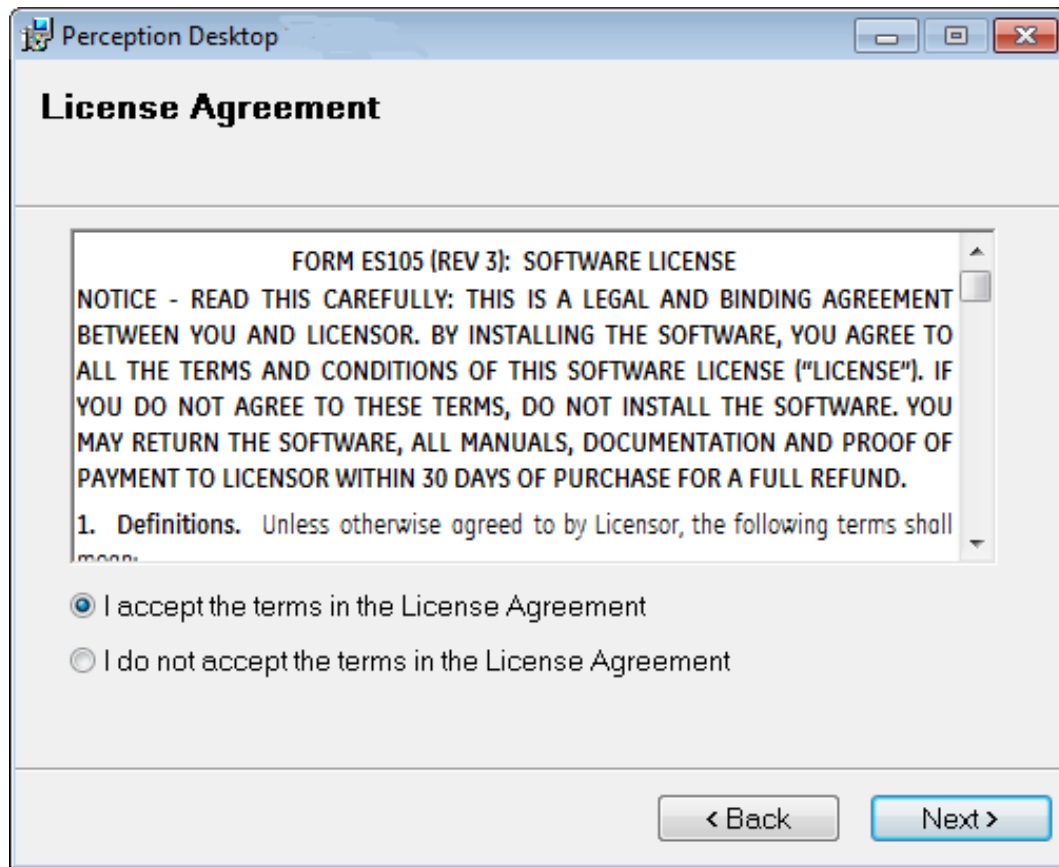 Perception Desktop
License Agreement
FORM ES105 (REV 3): SOFTWARE LICENSE
NOTICE - READ THIS CAREFULLY: THIS IS A LEGAL AND BINDING AGREEMENT
BETWEEN YOU AND LICENSOR. BY INSTALLING THE SOFTWARE, YOU AGREE TO
ALL THE TERMS AND CONDITIONS OF THIS SOFTWARE LICENSE (“LICENSE”). IF
YOU DO NOT AGREE TO THESE TERMS, DO NOT INSTALL THE SOFTWARE. YOU
MAY RETURN THE SOFTWARE, ALL MANUALS, DOCUMENTATION AND PROOF OF
PAYMENT TO LICENSOR WITHIN 30 DAYS OF PURCHASE FOR A FULL REFUND.
1. Definitions. Unless otherwise agreed to by Licensor, the following terms shall
mean:
I accept the terms in the License Agreement
I do not accept the terms in the License Agreement
< Back
Next >